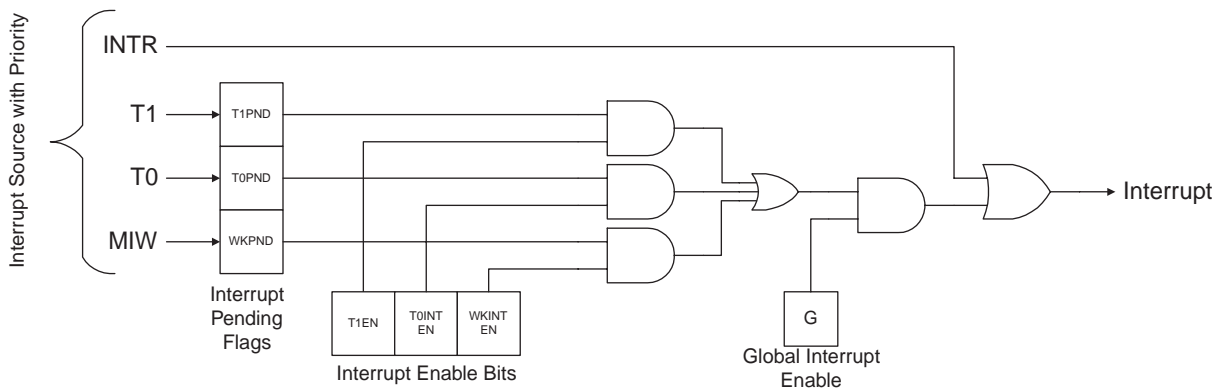 Interrupt Source with Priority
INTR
T1
T1PND
T0
T0PND
MIW
WKPND
Interrupt
Pending
Flags
T1EN
T0INT
EN
WKINT
EN
Interrupt Enable Bits
G
Global Interrupt
Enable
Interrupt